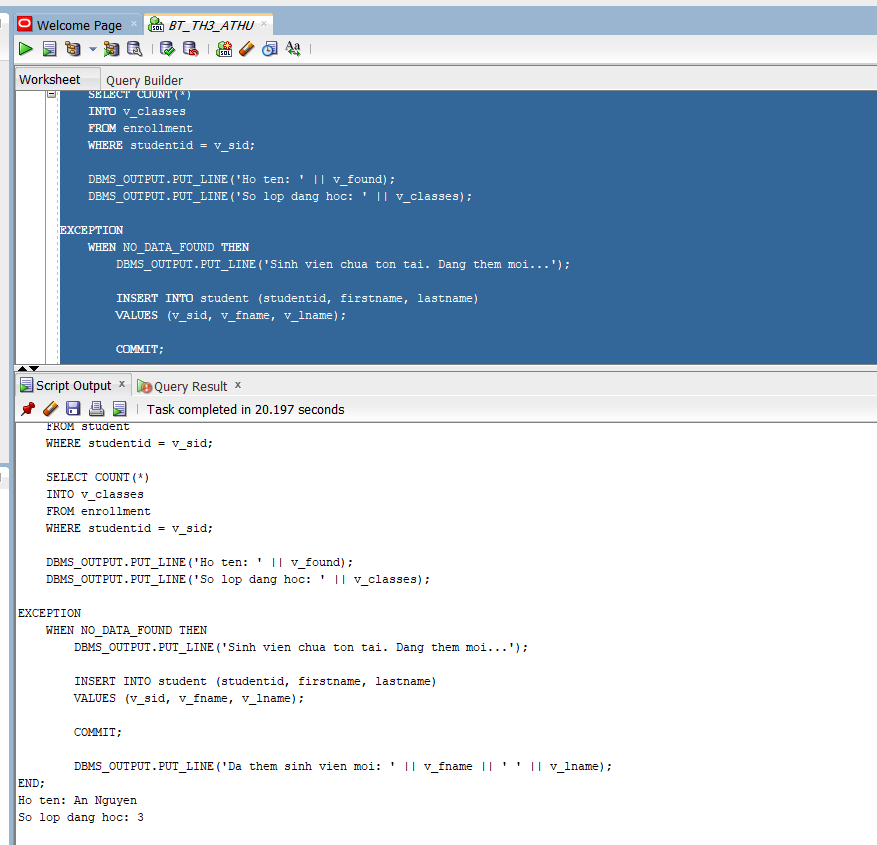 Welcome Page
BT_TH3_ATHU
SQL
Aa
Worksheet
Query Builder
SELECT COUNT(*)
INTO v_classes
FROM enrollment
WHERE studentid = v_sid;
DBMS_OUTPUT.PUT_LINE('Ho ten: ' || v_found);
DBMS_OUTPUT.PUT_LINE('So lop dang hoc: ' || v_classes);
EXCEPTION
WHEN NO_DATA_FOUND THEN
DBMS_OUTPUT.PUT_LINE('Sinh vien chua ton tai. Dang them moi...');
INSERT INTO student (studentid, firstname, lastname)
VALUES (v_sid, v_fname, v_lname);
COMMIT;
Script Output x
Query Result x
Task completed in 20.197 seconds
FROM student
WHERE studentid = v_sid;
SELECT COUNT(*)
INTO v_classes
FROM enrollment
WHERE studentid = v_sid;
DBMS_OUTPUT.PUT_LINE('Ho ten: ' || v_found);
DBMS_OUTPUT.PUT_LINE('So lop dang hoc: ' || v_classes);
EXCEPTION
WHEN NO_DATA_FOUND THEN
DBMS_OUTPUT.PUT_LINE('Sinh vien chua ton tai. Dang them moi...');
INSERT INTO student (studentid, firstname, lastname)
VALUES (v_sid, v_fname, v_lname);
COMMIT;
DBMS_OUTPUT.PUT_LINE('Da them sinh vien moi: ' || v_fname || ' ' || v_lname);
END;
Ho ten: An Nguyen
So lop dang hoc: 3